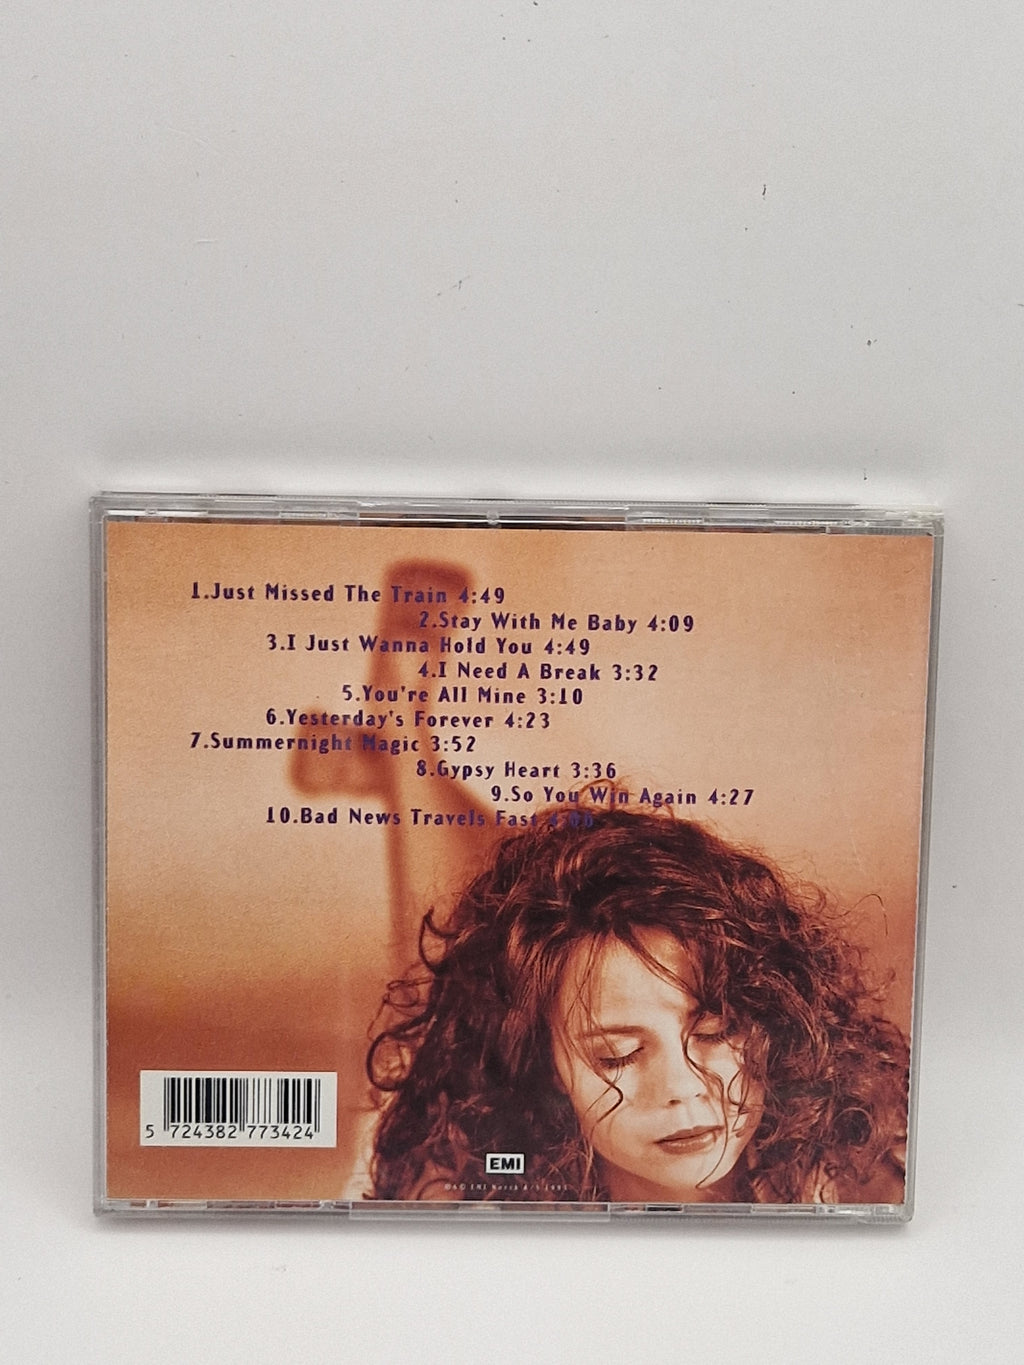 1.Just Missed The Train 4:49
2.Stay With Me Baby 4:09
3.I Just Wanna Hold You 4:49
4.I Need A Break 3:32
5.You're All Mine 3:10
6.Yesterday's Forever 4:23
7.Summernight Magic 3:52
8.Gypsy Heart 3:36
9.So You Win Again 4:27
10.Bad News Travels Fast
5 724382 773424
EMI
EMI